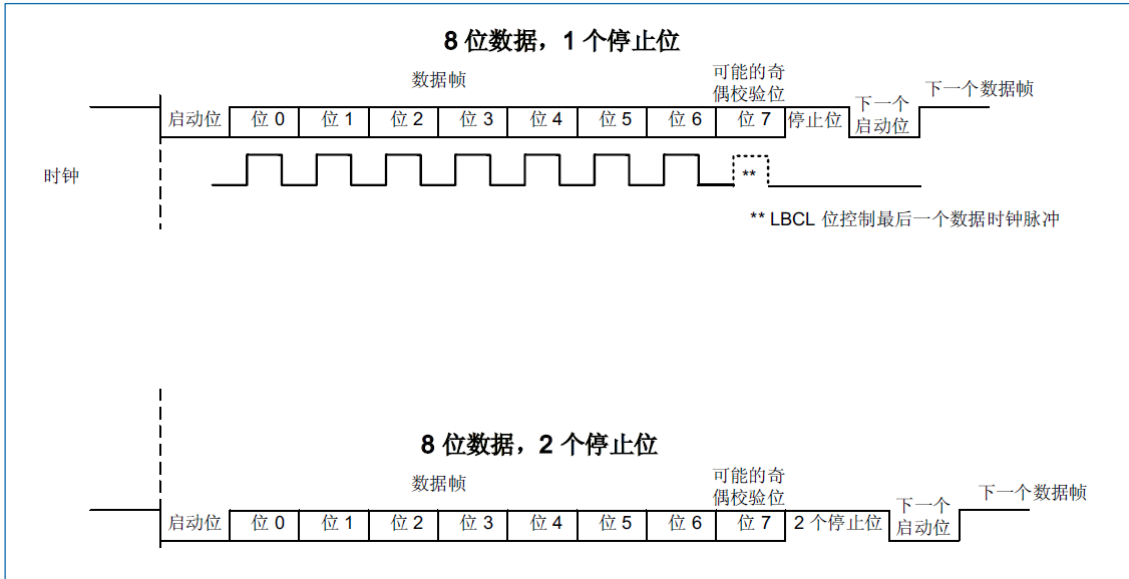 8 位数据，1 个停止位
数据帧
可能的奇
偶校验位
下一个数据帧
启动位 位 0 位 1 位 2 位 3 位 4 位 5 位 6 位 7 停止位
下一个
启动位
时钟
**
** LBCL 位控制最后一个数据时钟脉冲
8 位数据，2 个停止位
数据帧
可能的奇
偶校验位
下一个数据帧
启动位 位 0 位 1 位 2 位 3 位 4 位 5 位 6 位 7 2 个停止位
下一个
启动位